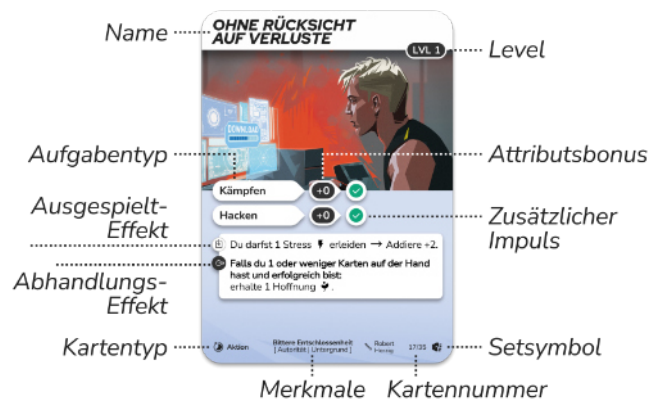 OHNE RÜCKSICHT
AUF VERLUSTE
Name
LVL 1
Level
DOWNLOAD
Aufgabentyp
Attributsbonus
Kämpfen +0
Ausgespielt-
Effekt
Hacken +0
Zusätzlicher
Impuls
Du darfst 1 Stress erleiden → Addiere +2.
Falls du 1 oder weniger Karten auf der Hand
hast und erfolgreich bist:
erhalte 1 Hoffnung .
Abhandlungs-
Effekt
Kartentyp
Aktion
Bittere Entschlossenheit
[ Autorität | Untergrund ]
Robert
17/31
Setsymbol
Merkmale
Kartennummer